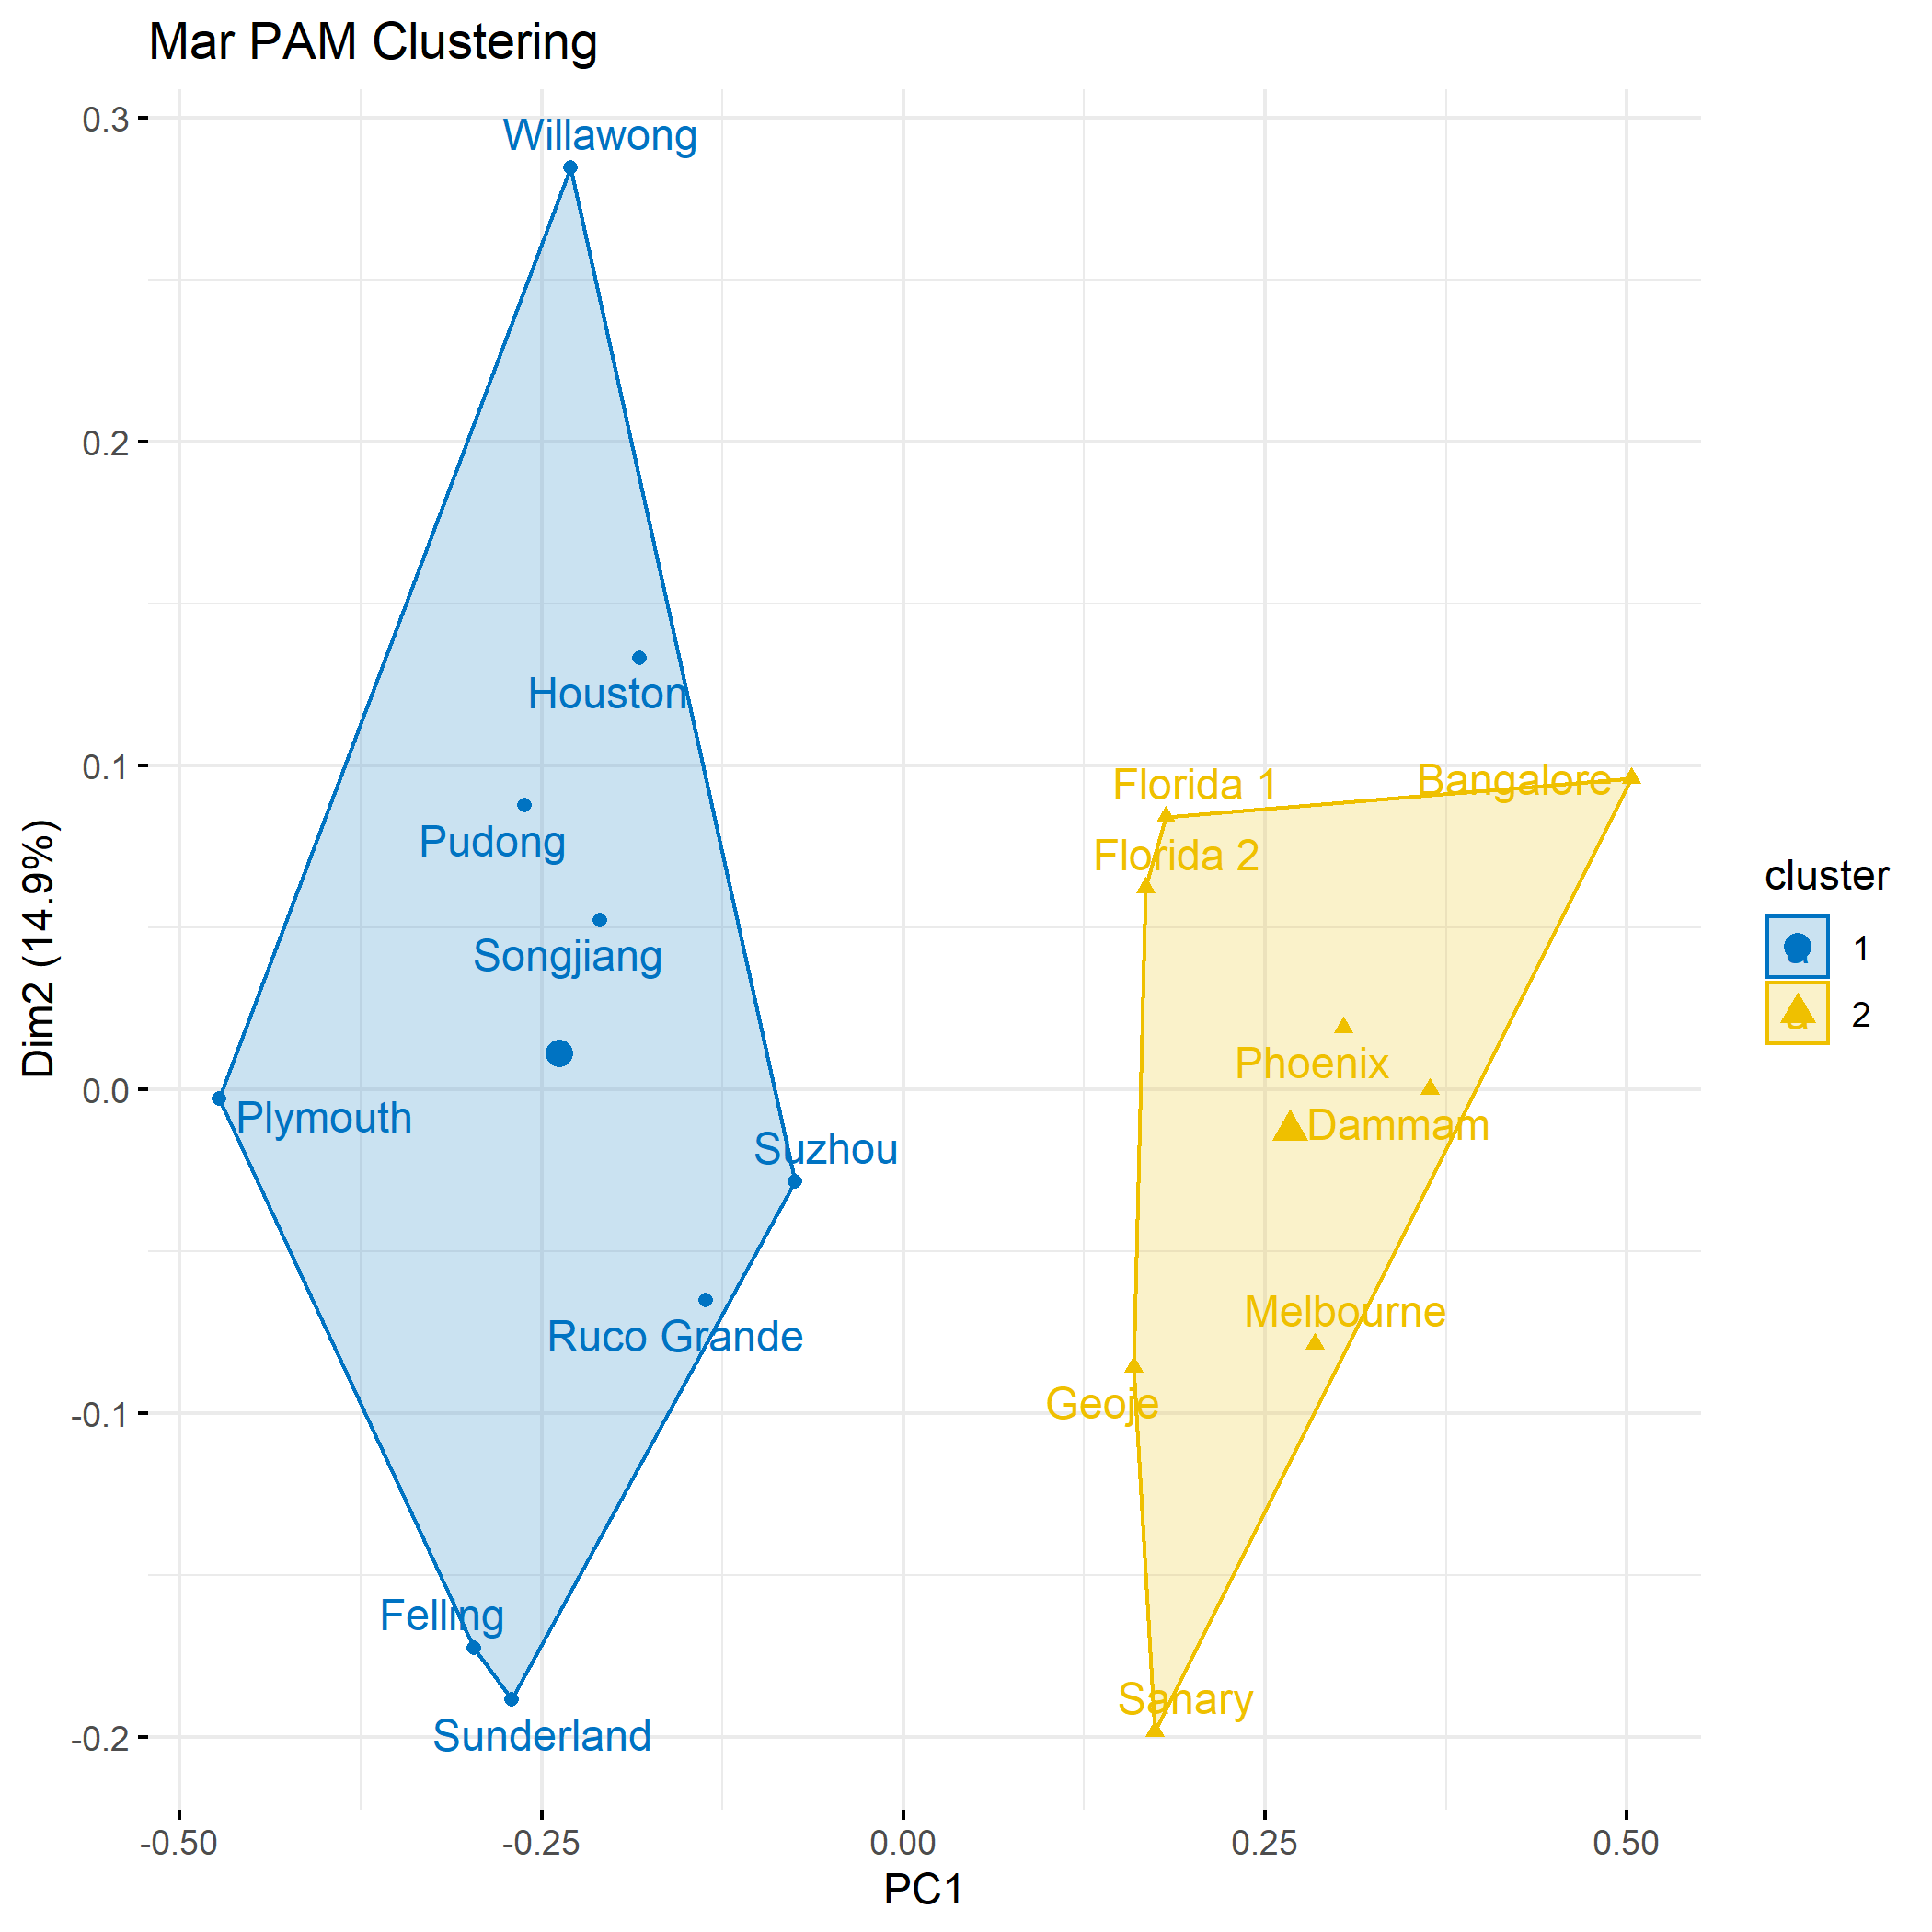 Mar PAM Clustering
0.3
0.2
0.1
0.0
-0.1
-0.2
Dim2 (14.9%)
Willawong
Houston
Pudong
Songjiang
Plymouth
Suzhou
Ruco Grande
Felling
Sunderland
Florida 1
Bangalore
Florida 2
Phoenix
Dammam
Melbourne
Geoje
Sanary
cluster
1
2
-0.50
-0.25
0.00
0.25
0.50
PC1